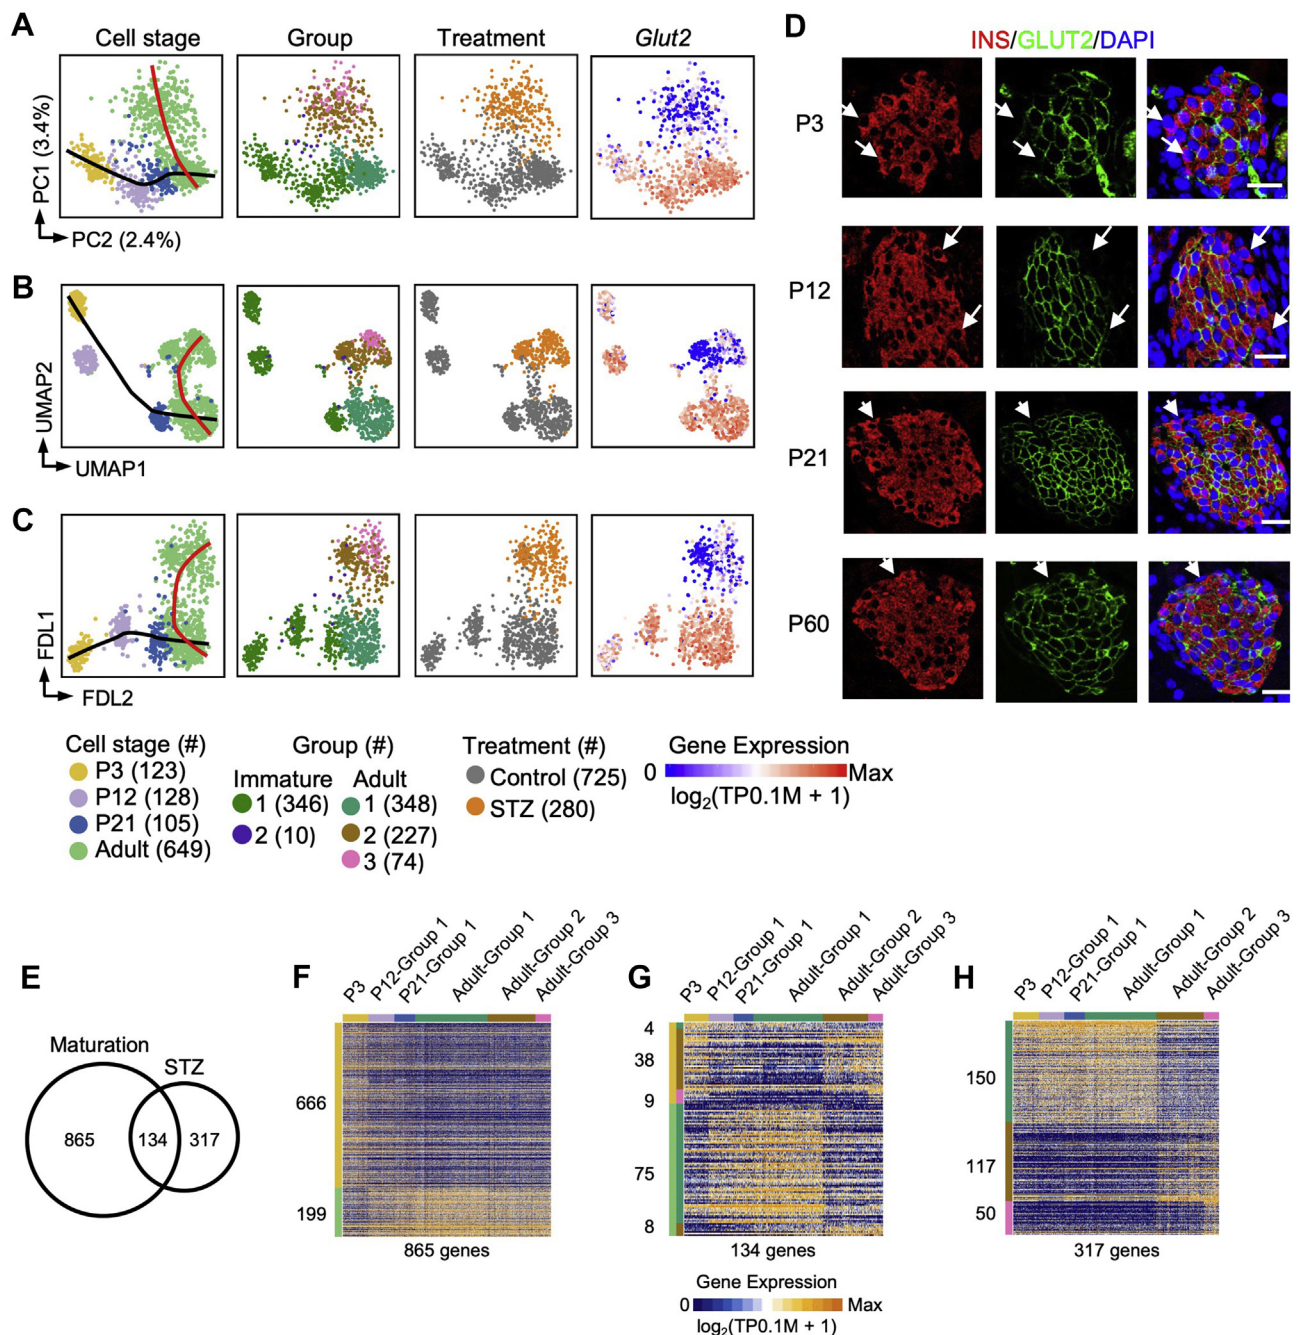 A
Cell stage
Group
Treatment
Glut2
PC1 (3.4%)
PC2 (2.4%)
B
UMAP2
UMAP1
C
FDL1
FDL2
Cell stage (#)
P3 (123)
P12 (128)
P21 (105)
Adult (649)
Group (#)
Immature
1 (346)
2 (10)
Adult
1 (348)
2 (227)
3 (74)
Treatment (#)
Control (725)
STZ (280)
Gene Expression
0 Max
log₂(TP0.1M + 1)
D
INS/GLUT2/DAPI
P3
P12
P21
P60
E
Maturation
STZ
865 134 317
F
P3
P12-Group 1
P21-Group 1
Adult-Group 1
Adult-Group 2
Adult-Group 3
666
199
865 genes
G
P3
P12-Group 1
P21-Group 1
Adult-Group 1
Adult-Group 2
Adult-Group 3
4
38
9
75
8
134 genes
Gene Expression
0 Max
log₂(TP0.1M + 1)
H
P3
P12-Group 1
P21-Group 1
Adult-Group 1
Adult-Group 2
Adult-Group 3
150
117
50
317 genes